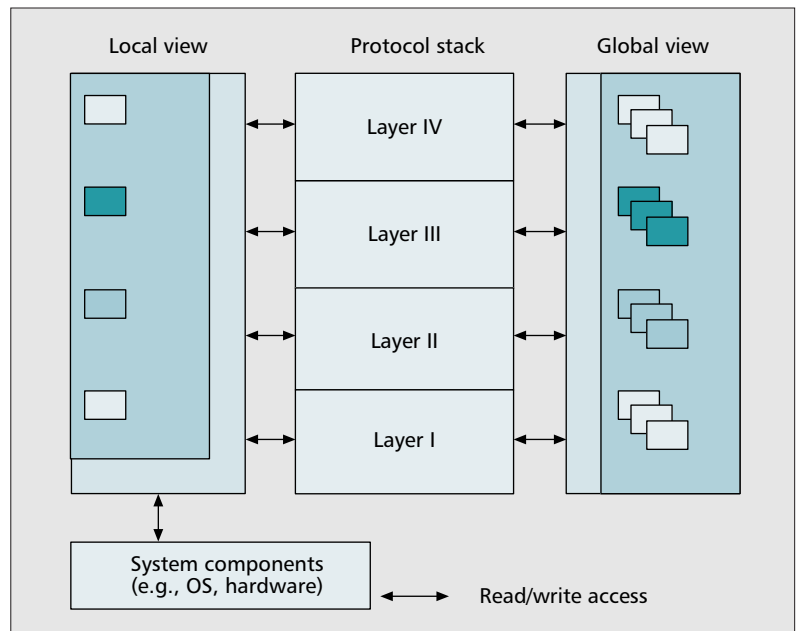 Local view
Protocol stack
Global view
Layer IV
Layer III
Layer II
Layer I
System components
(e.g., OS, hardware)
Read/write access